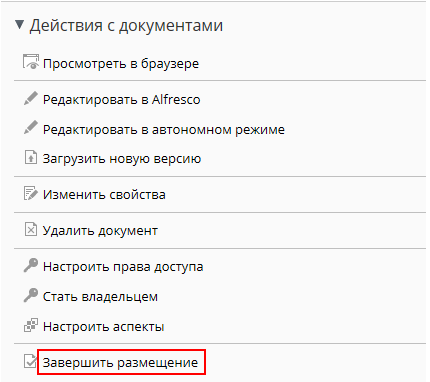 Действия с документами
Просмотреть в браузере
Редактировать в Alfresco
Редактировать в автономном режиме
Загрузить новую версию
Изменить свойства
Удалить документ
Настроить права доступа
Стать владельцем
Настроить аспекты
Завершить размещение